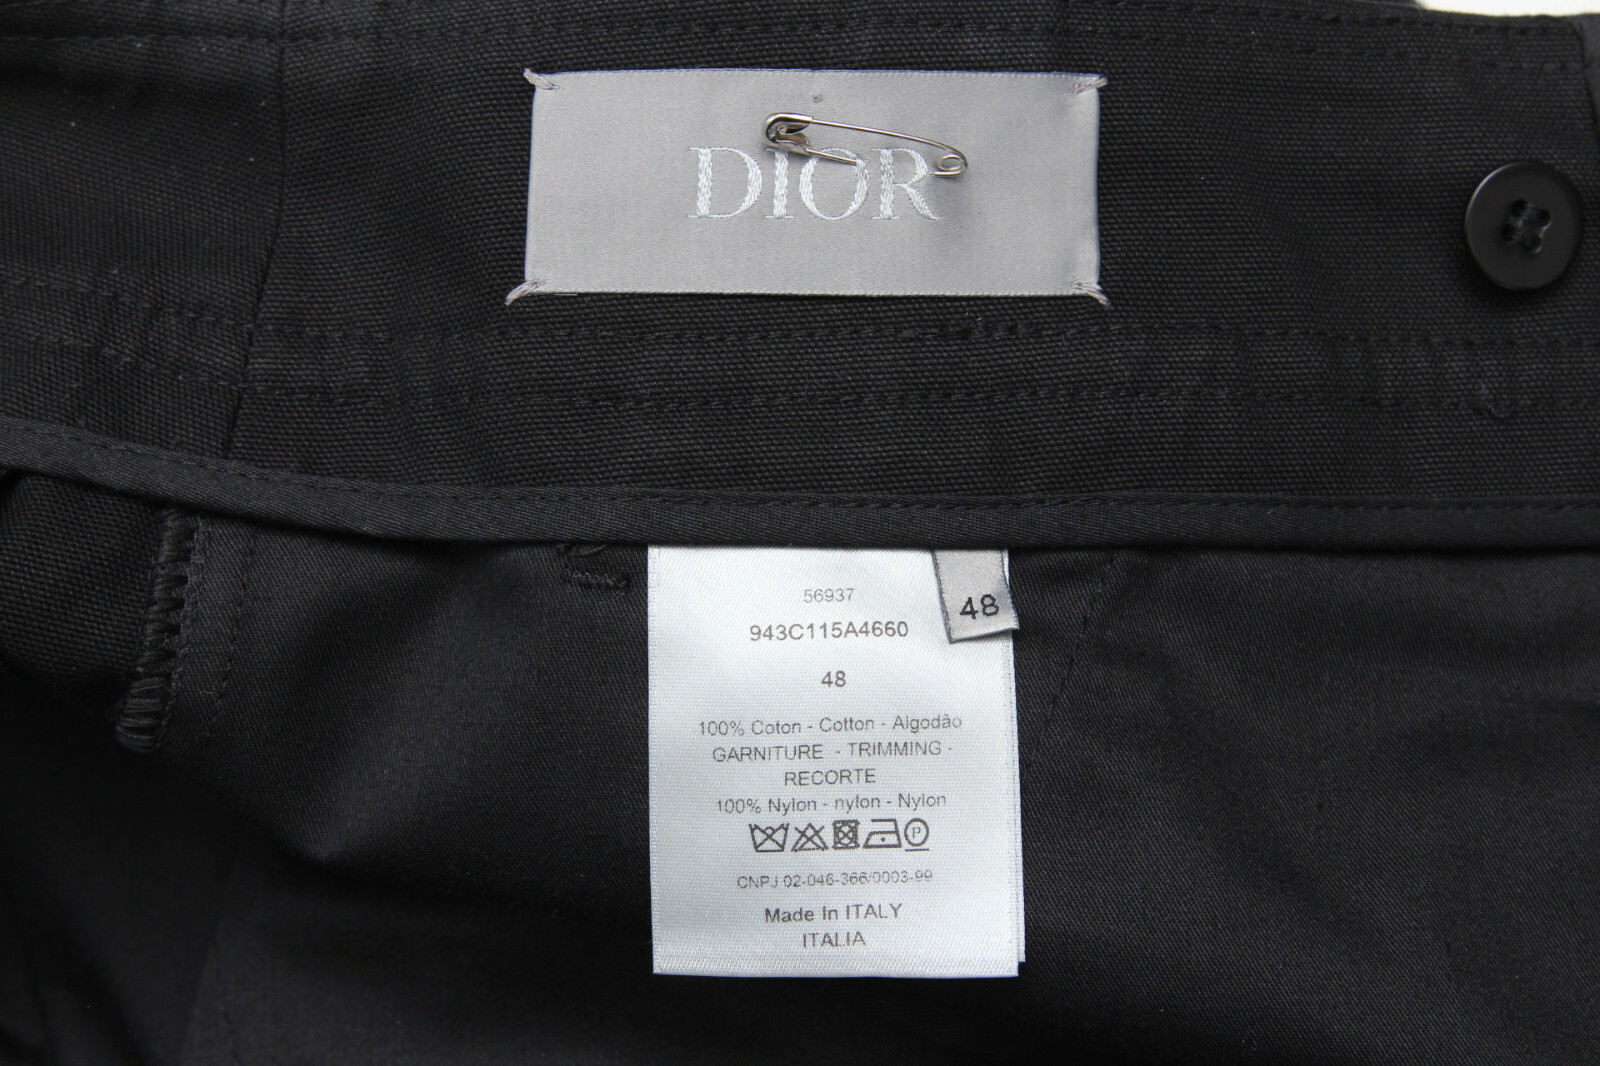 DIOR
56937
943C115A4660
48
48
100% Coton - Cotton - Algodão
GARNITURE - TRIMMING -
RECORTE
100% Nylon - nylon - Nylon
P
CNPJ 02-046-366/0003-99
Made In ITALY
ITALIA